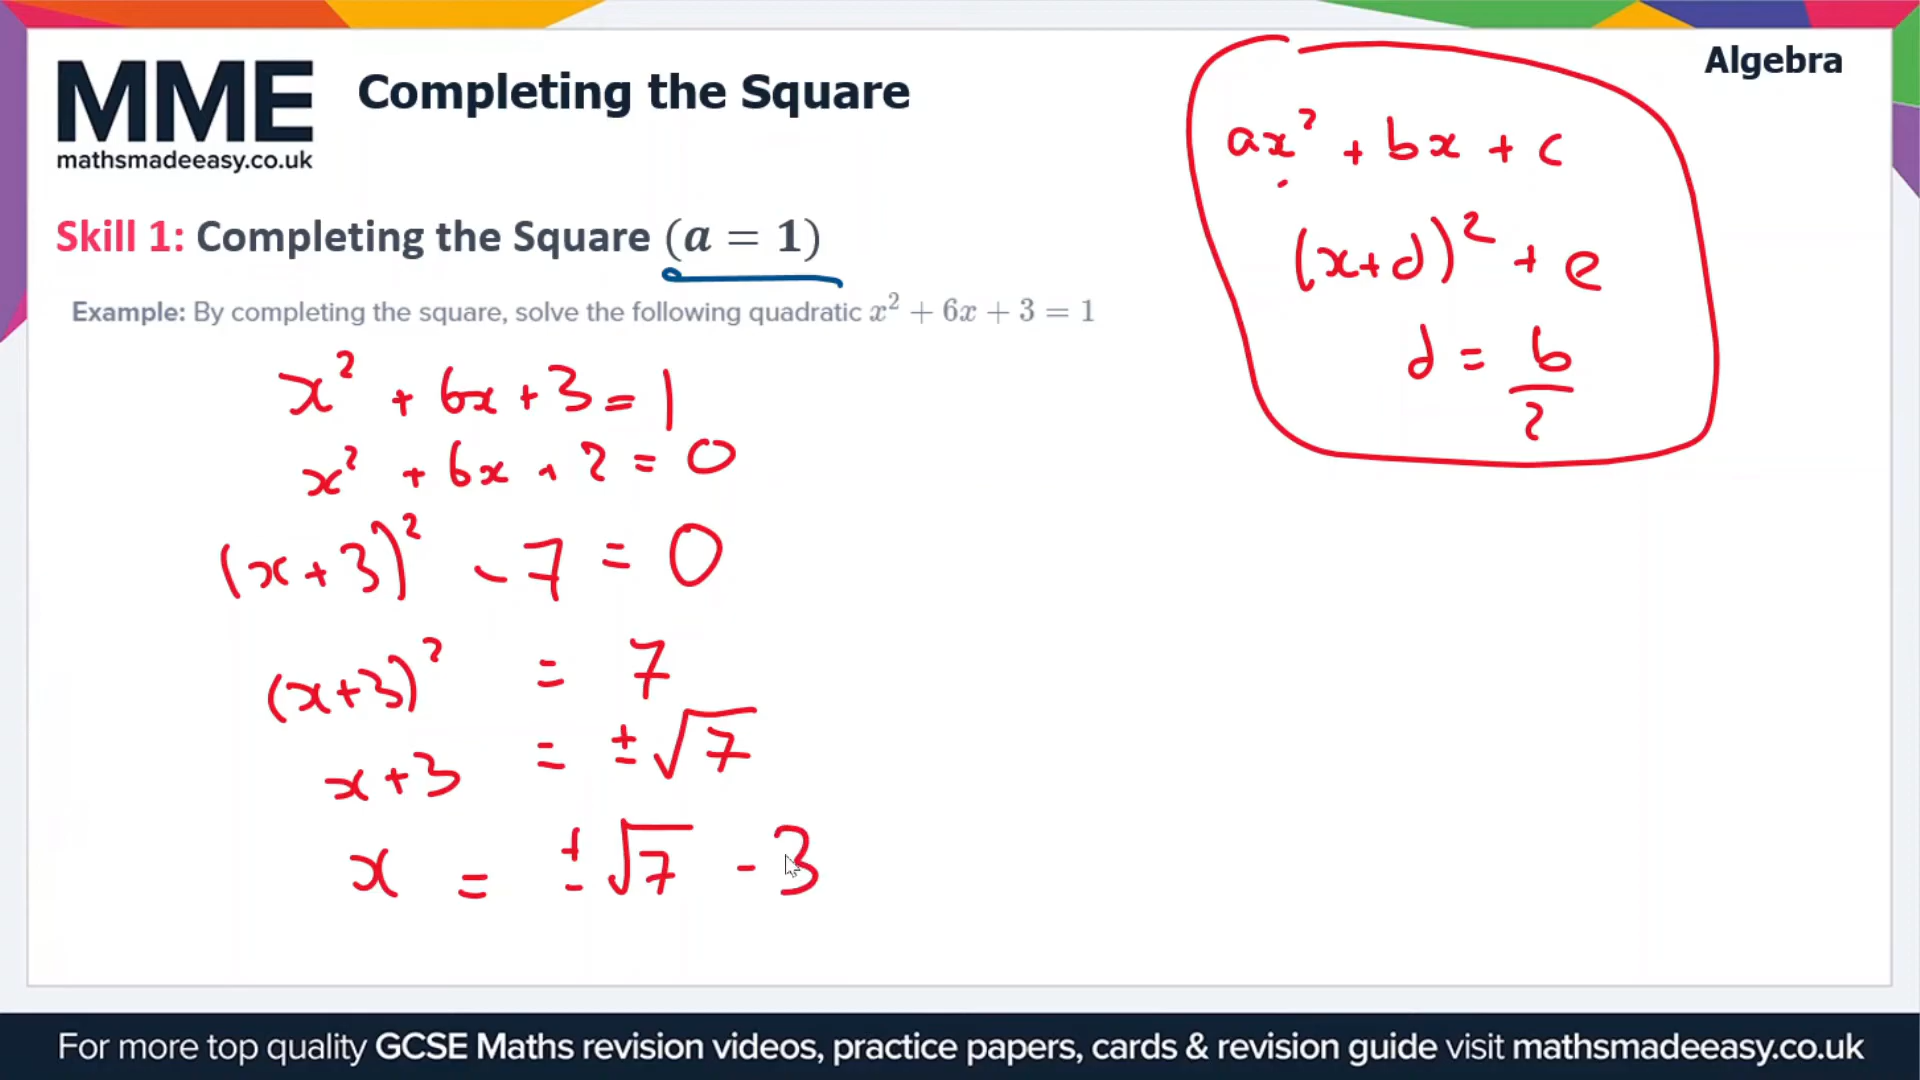 MME
mathsmadeeasy.co.uk
Completing the Square
Algebra
Skill 1: Completing the Square (a = 1)
Example: By completing the square, solve the following quadratic x² + 6x + 3 = 1
x² + 6x + 3 = 1
x² + 6x + 2 = 0
(x+3)² - 7 = 0
(x+3)² = 7
x+3 = ±√7
x = ±√7 - 3
ax² + bx + c
(x+d)² + e
d = b/2
For more top quality GCSE Maths revision videos, practice papers, cards & revision guide visit mathsmadeeasy.co.uk